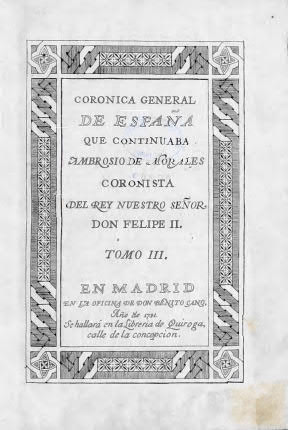 CORONICA GENERAL
DE ESPAÑA
QUE CONTINUABA
AMBROSIO DE MORALES
CORONISTA
DEL REY NUESTRO SEÑOR
DON FELIPE II.
TOMO III.
EN MADRID
EN LA OFICINA DE DON BENITO CANO.
Año de 1791.
Se hallará en la Libreria de Quiroga,
calle de la concepcion.